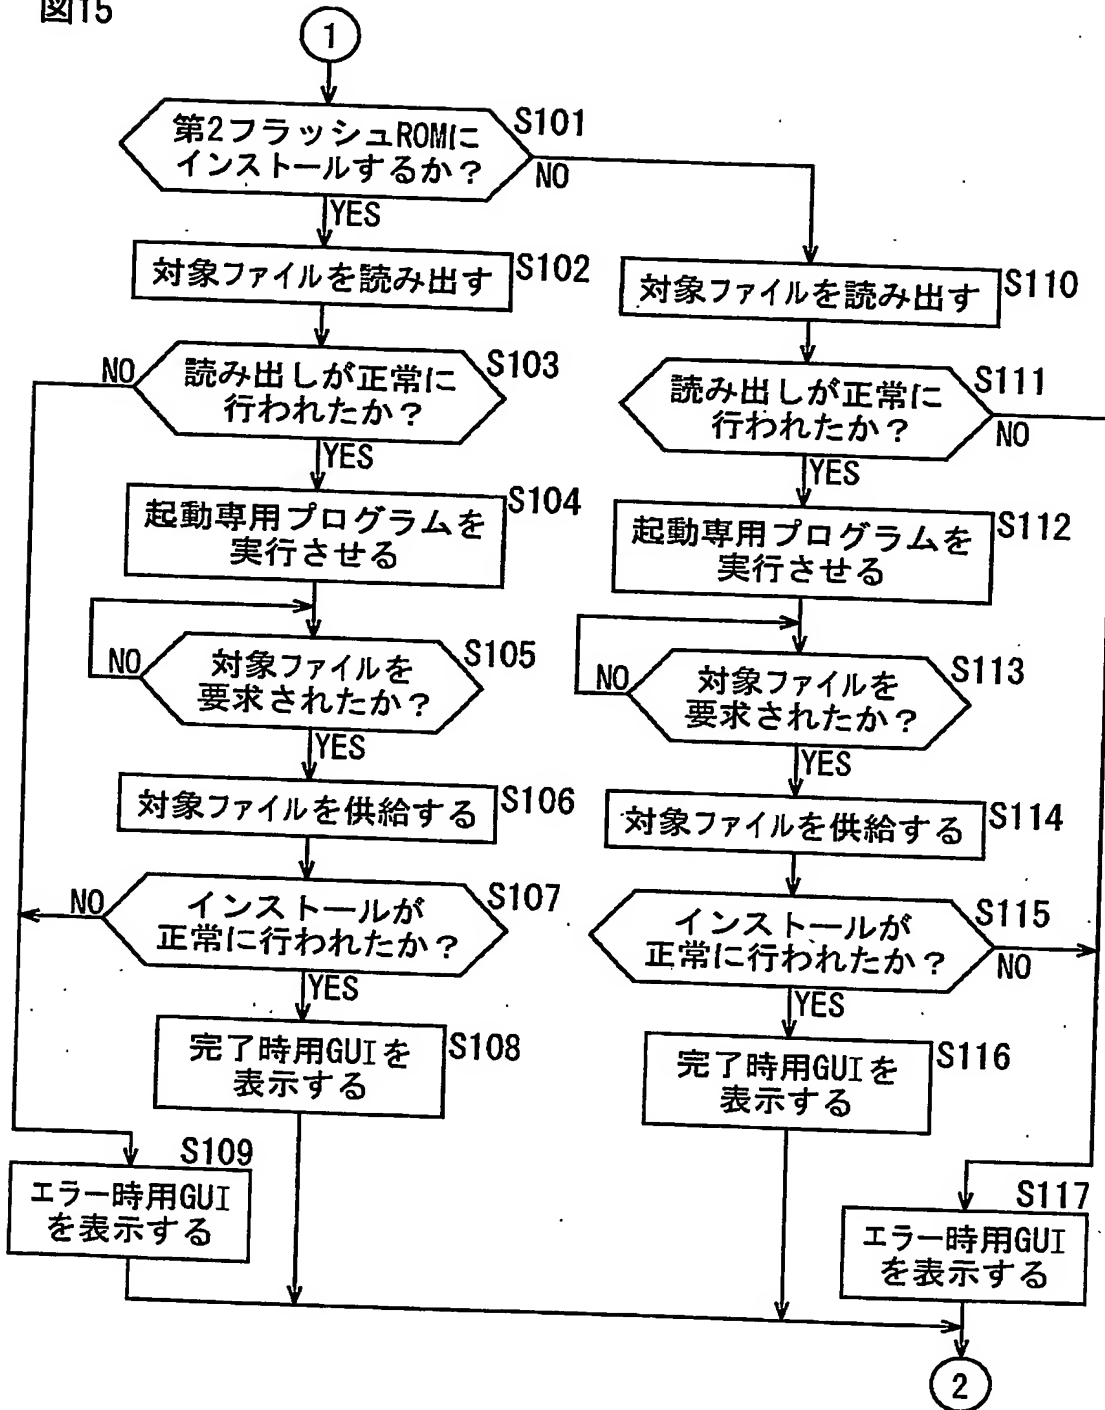 図15
1
第2フラッシュROMに
インストールするか？
S101
NO
YES
対象ファイルを読み出す
S102
読み出しが正常に
行われたか？
S103
NO
YES
起動専用プログラムを
実行させる
S104
対象ファイルを
要求されたか？
S105
NO
YES
対象ファイルを供給する
S106
インストールが
正常に行われたか？
S107
NO
YES
完了時用GUIを
表示する
S108
S109
エラー時用GUI
を表示する
対象ファイルを読み出す
S110
読み出しが正常に
行われたか？
S111
NO
YES
起動専用プログラムを
実行させる
S112
対象ファイルを
要求されたか？
S113
NO
YES
対象ファイルを供給する
S114
インストールが
正常に行われたか？
S115
NO
YES
完了時用GUIを
表示する
S116
S117
エラー時用GUI
を表示する
2